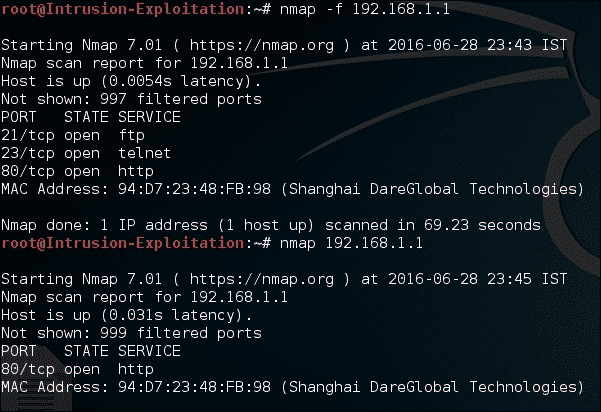 root@Intrusion-Exploitation:~# nmap -f 192.168.1.1
Starting Nmap 7.01 ( https://nmap.org ) at 2016-06-28 23:43 IST
Nmap scan report for 192.168.1.1
Host is up (0.0054s latency).
Not shown: 997 filtered ports
PORT   STATE SERVICE
21/tcp open  ftp
23/tcp open  telnet
80/tcp open  http
MAC Address: 94:D7:23:48:FB:98 (Shanghai DareGlobal Technologies)
Nmap done: 1 IP address (1 host up) scanned in 69.23 seconds
root@Intrusion-Exploitation:~# nmap 192.168.1.1
Starting Nmap 7.01 ( https://nmap.org ) at 2016-06-28 23:45 IST
Nmap scan report for 192.168.1.1
Host is up (0.031s latency).
Not shown: 999 filtered ports
PORT   STATE SERVICE
80/tcp open  http
MAC Address: 94:D7:23:48:FB:98 (Shanghai DareGlobal Technologies)